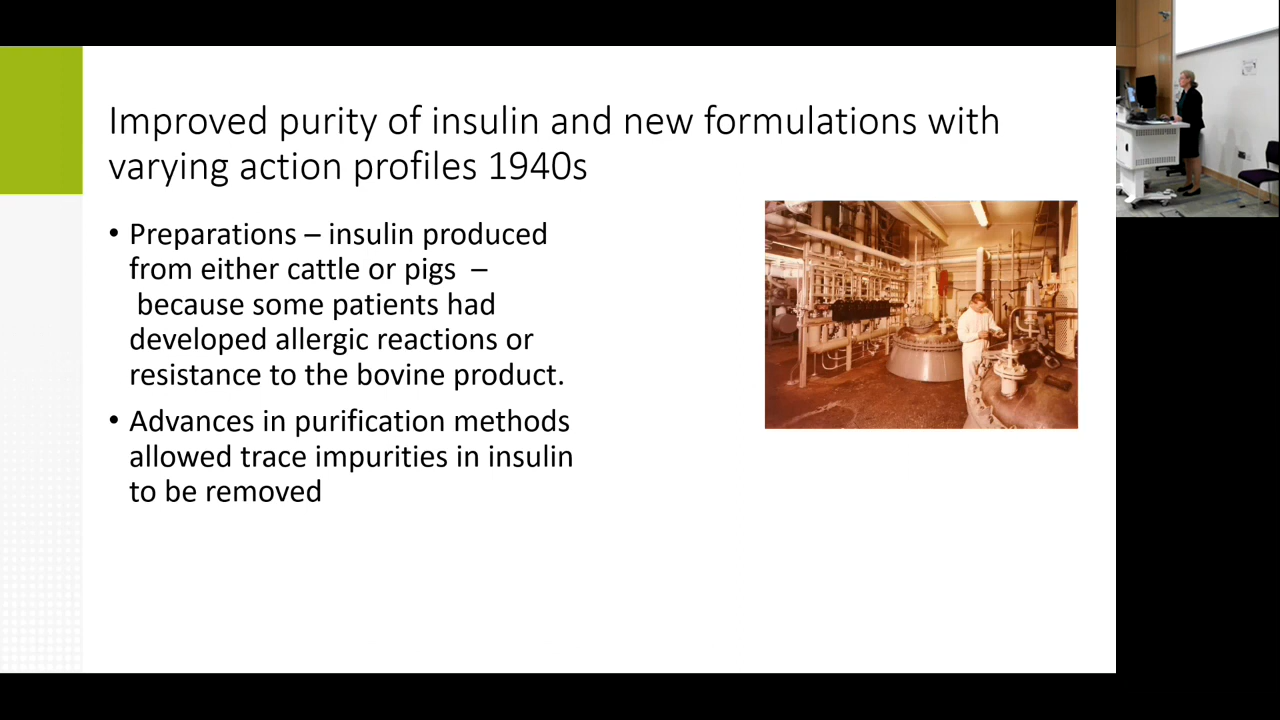 Improved purity of insulin and new formulations with
varying action profiles 1940s
• Preparations – insulin produced
from either cattle or pigs –
because some patients had
developed allergic reactions or
resistance to the bovine product.
• Advances in purification methods
allowed trace impurities in insulin
to be removed